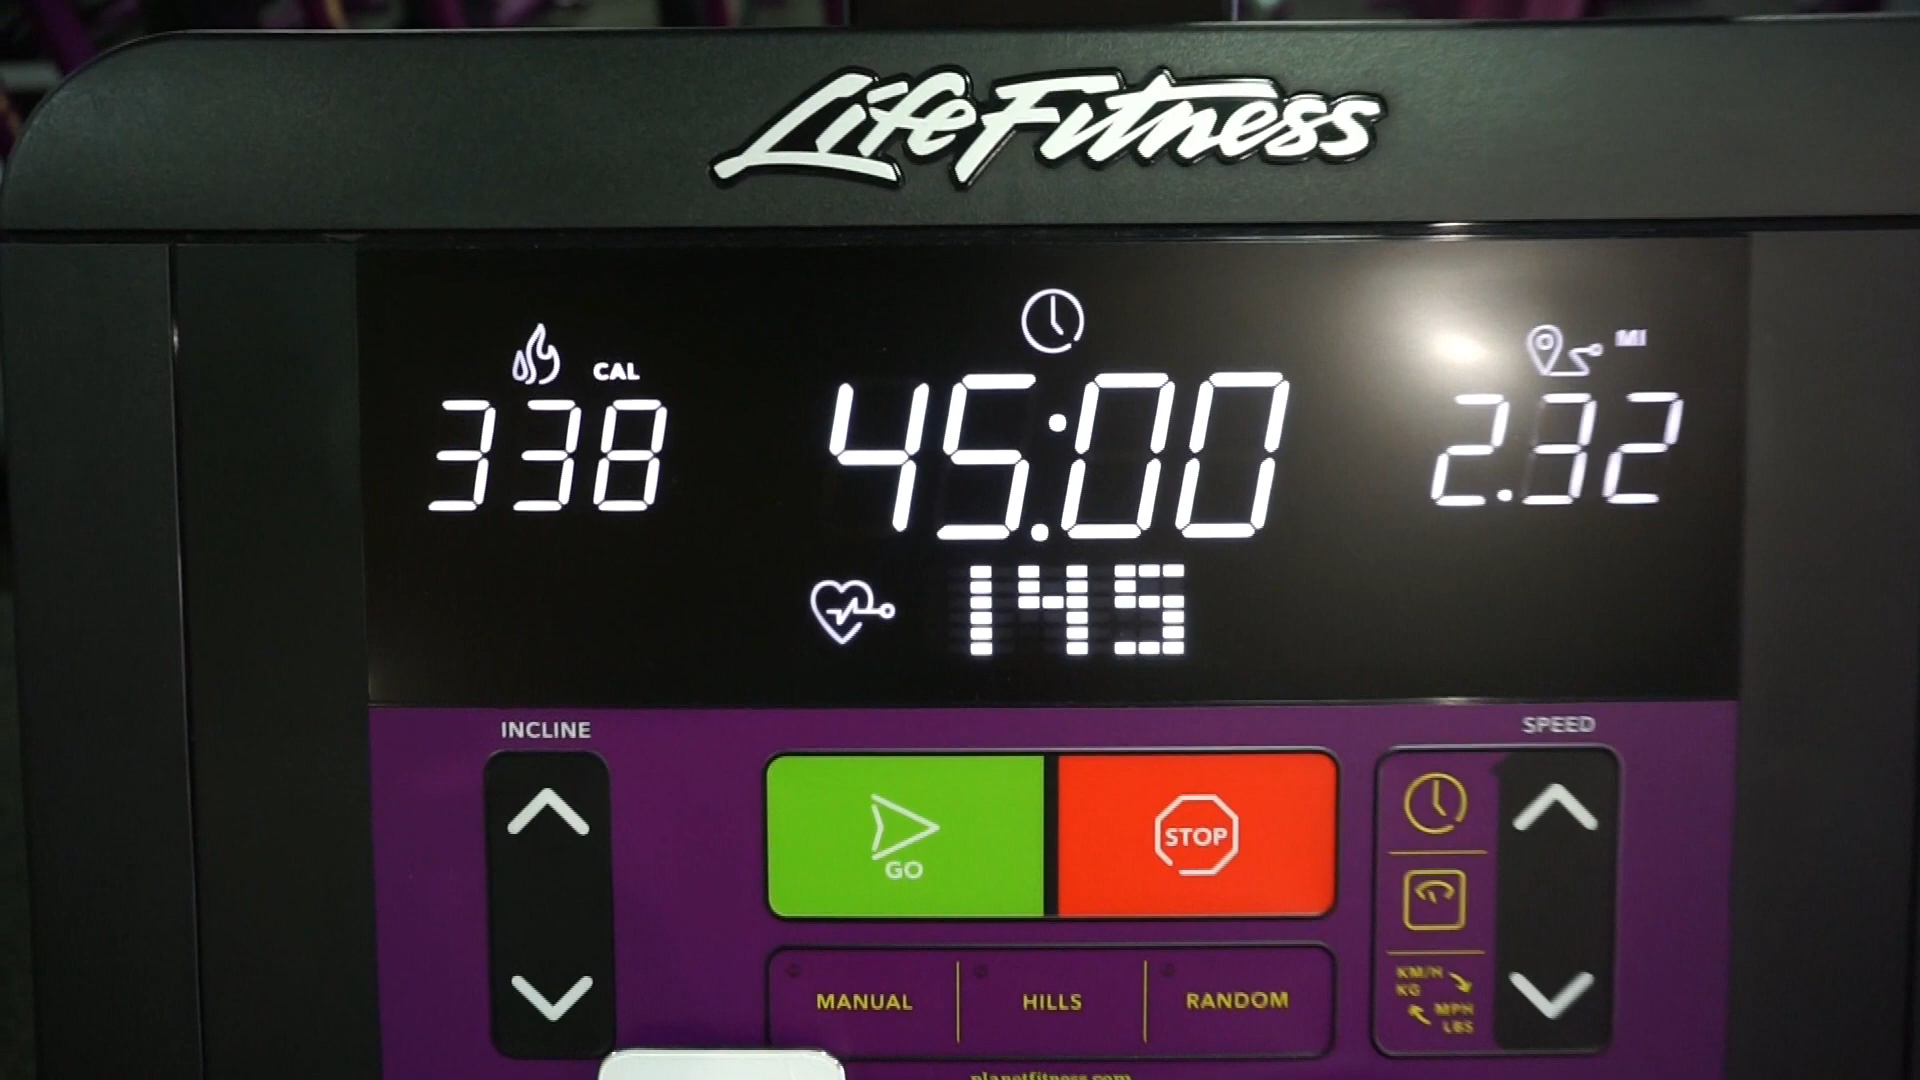 LifeFitness
CAL
MI
338
45:00
2.32
145
INCLINE
SPEED
GO
STOP
KM/H
KG
MPH
LBS
MANUAL
HILLS
RANDOM
planetfitness.com